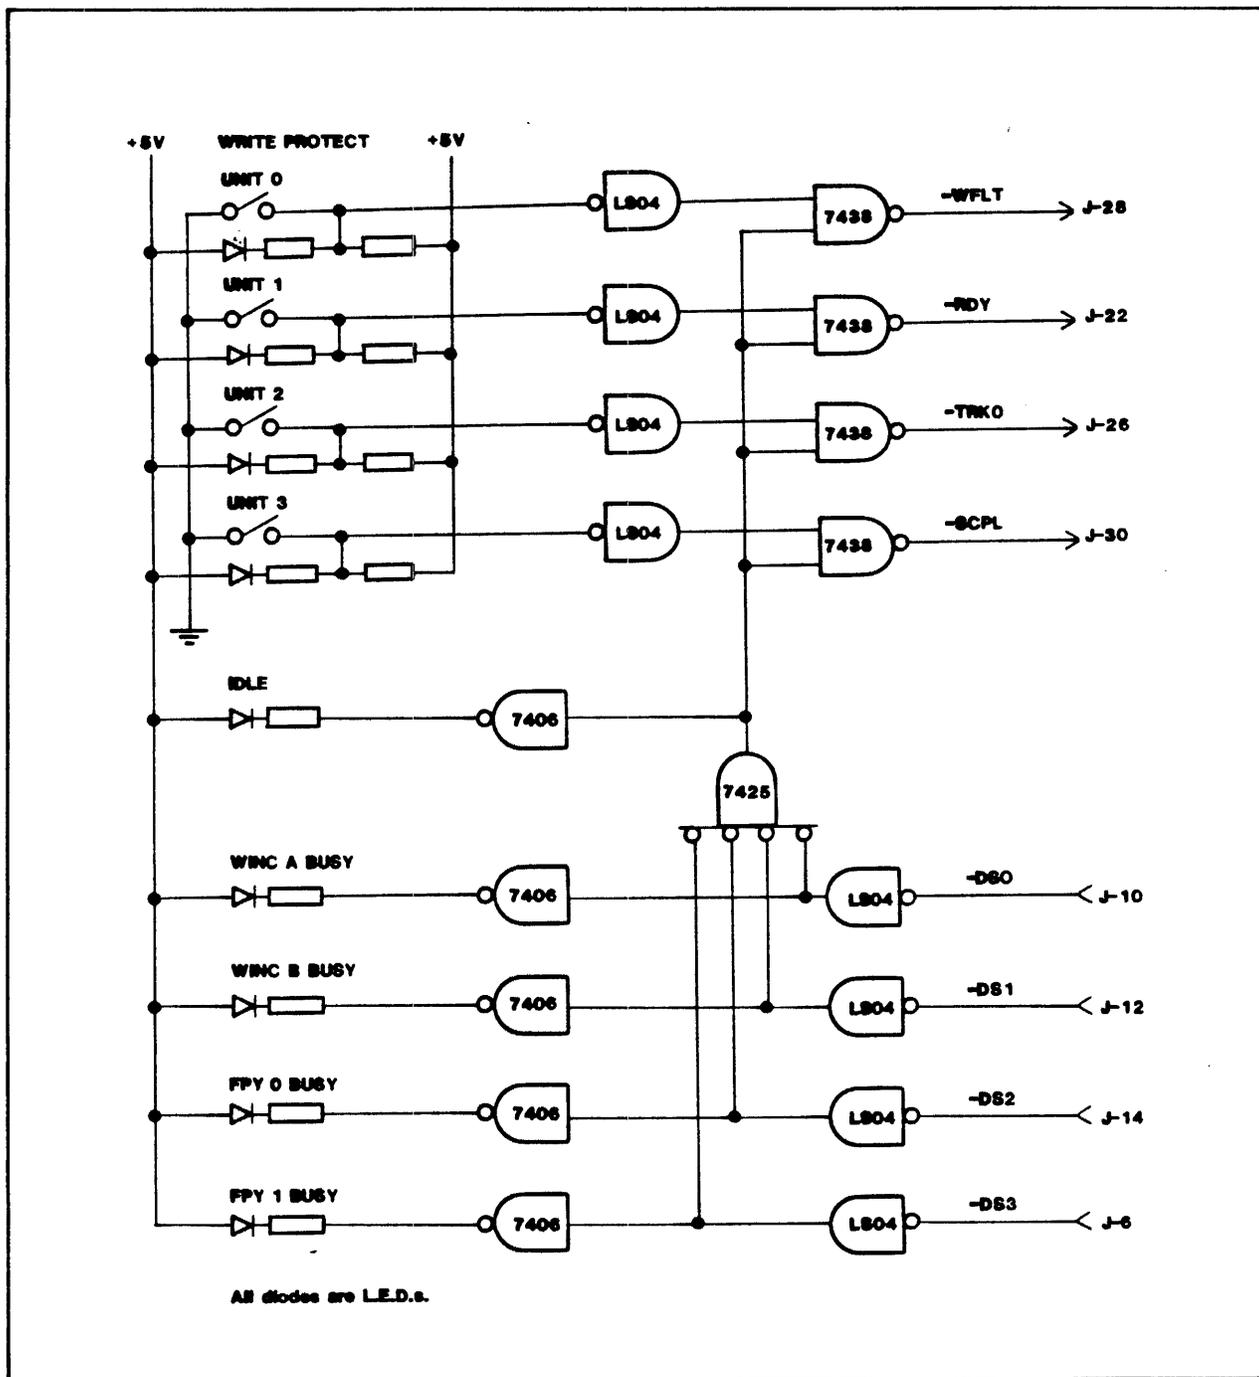 +5V WRITE PROTECT +5V
UNIT 0
LS04
7438
-WFLT
J-28
UNIT 1
LS04
7438
-RDY
J-22
UNIT 2
LS04
7438
-TRK0
J-26
UNIT 3
LS04
7438
-SCPL
J-30
IDLE
7406
7425
WINC A BUSY
7406
LS04
-DS0
J-10
WINC B BUSY
7406
LS04
-DS1
J-12
FPY 0 BUSY
7406
LS04
-DS2
J-14
FPY 1 BUSY
7406
LS04
-DS3
J-6
All diodes are L.E.D.s.